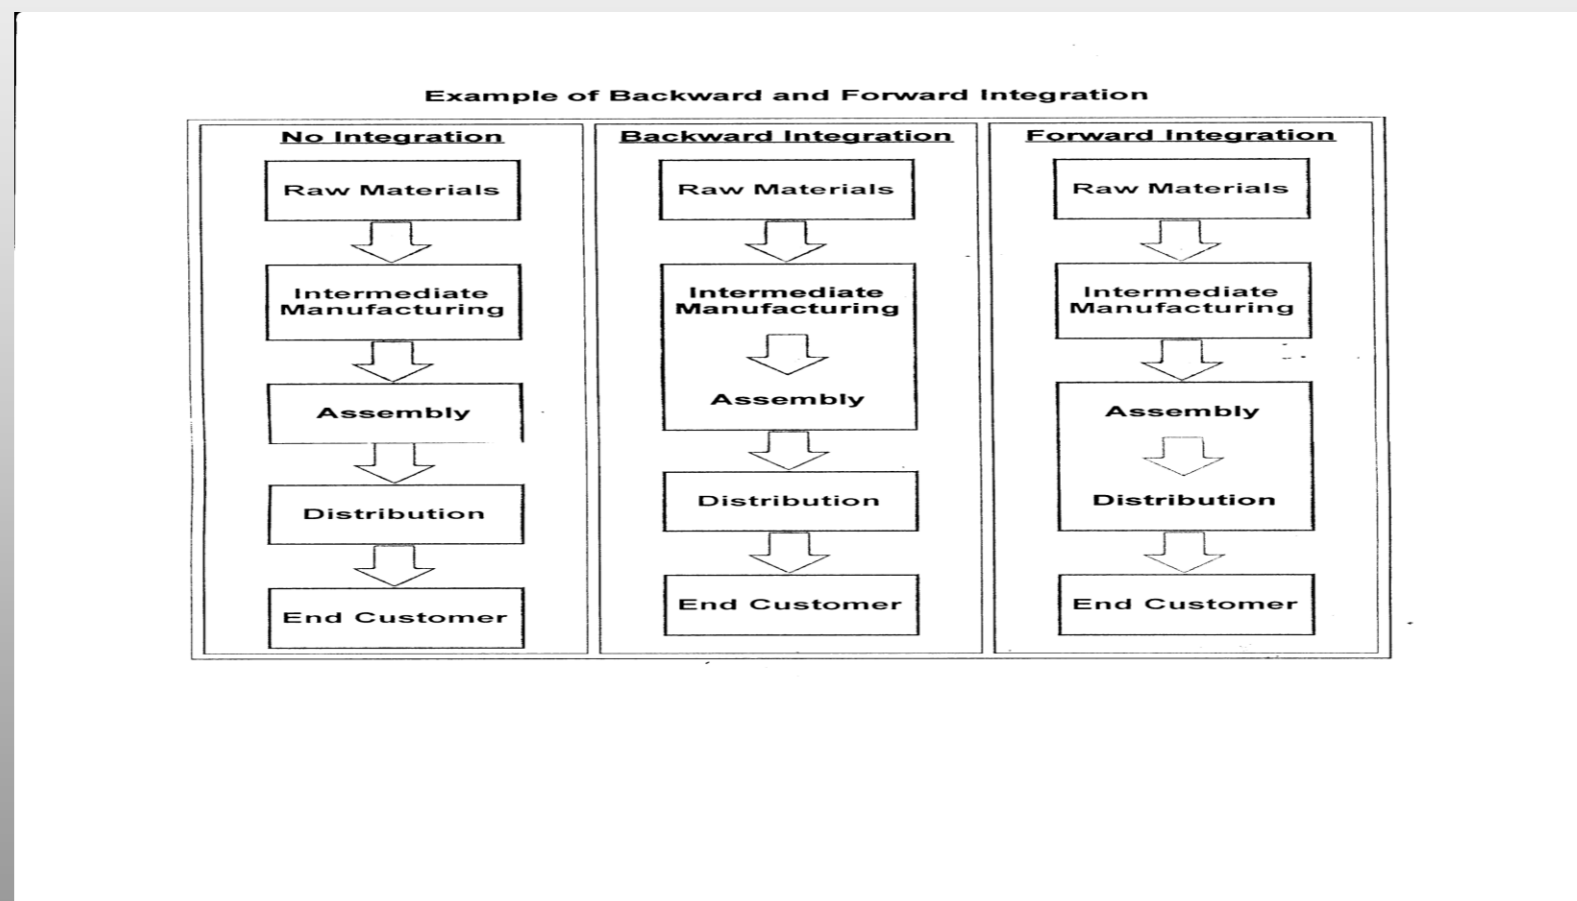 Example of Backward and Forward Integration
No Integration
Raw Materials
Intermediate
Manufacturing
Assembly
Distribution
End Customer
Backward Integration
Raw Materials
Intermediate
Manufacturing
Assembly
Distribution
End Customer
Forward Integration
Raw Materials
Intermediate
Manufacturing
Assembly
Distribution
End Customer